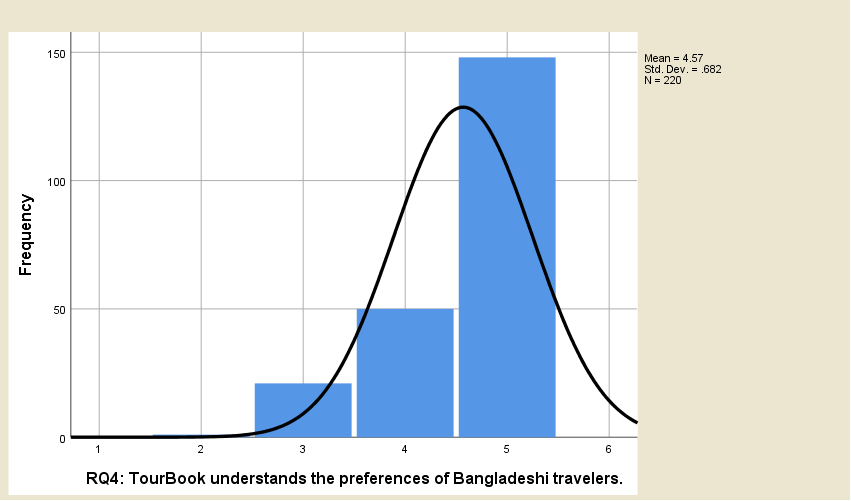 Mean = 4.57
Std. Dev. = .682
N = 220
150
100
50
0
Frequency
1 2 3 4 5 6
RQ4: TourBook understands the preferences of Bangladeshi travelers.